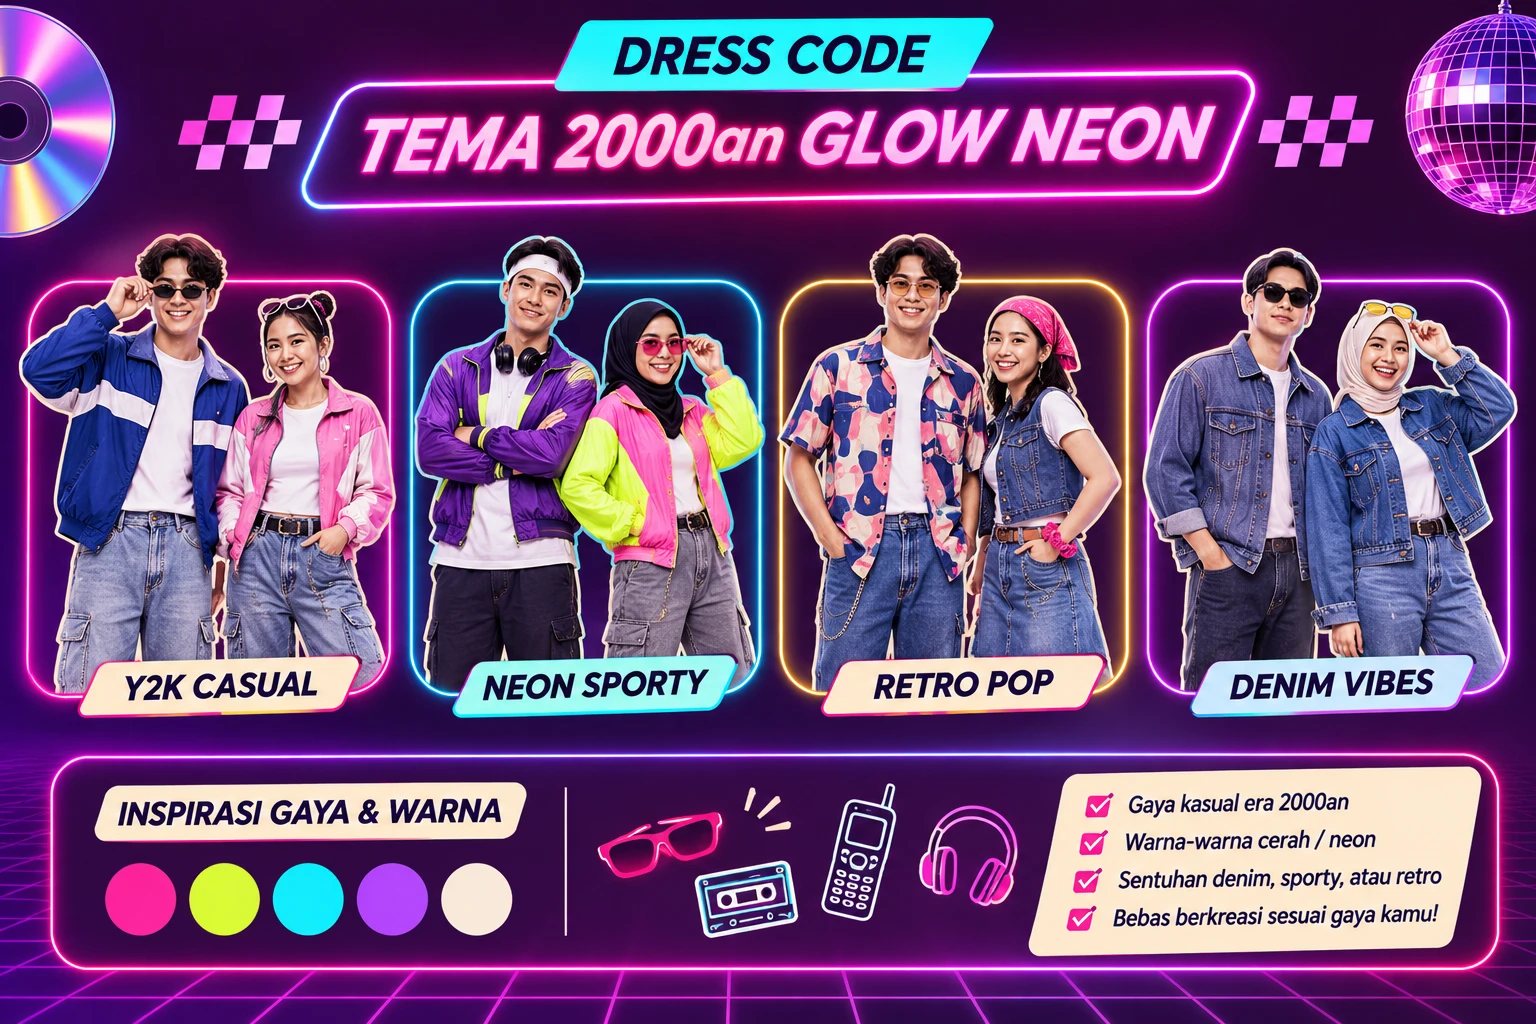 DRESS CODE
TEMA 2000an GLOW NEON
Y2K CASUAL
NEON SPORTY
RETRO POP
DENIM VIBES
INSPIRASI GAYA & WARNA
Gaya kasual era 2000an
Warna-warna cerah / neon
Sentuhan denim, sporty, atau retro
Bebas berkreasi sesuai gaya kamu!